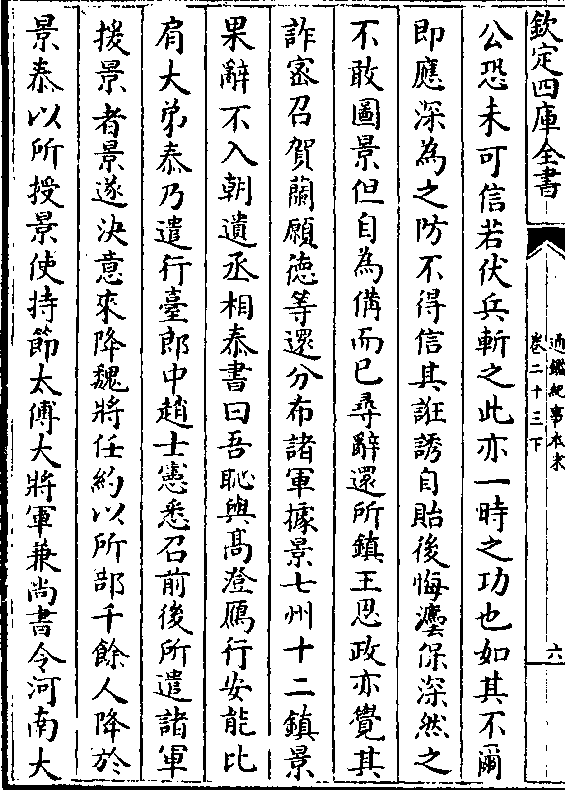 欽定四庫全書
通鑑紀事本末
卷二十三下
六
公恐未可信若伏兵斬之此亦一時之功也如其不爾
即應深為之防不得信其誑誘自貽後悔灋保深然之
不敢圖景但自為備而已尋辭還所鎮王思政亦覺其
詐密召賀蘭願德等還分布諸軍據景七州十二鎮景
果辭不入朝遺丞相泰書曰吾恥與高澄鴈行安能比
肩大弟泰乃遣行臺郎中趙士憲悉召前後所遣諸軍
援景者景遂決意來降魏將任約以所部千餘人降於
景泰以所授景使持節太傅大將軍兼尚書令河南大